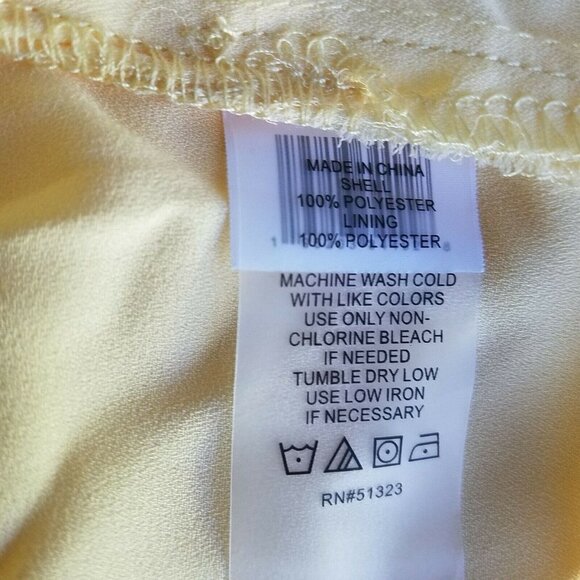 MADE IN CHINA
SHELL
100% POLYESTER
LINING
100% POLYESTER
MACHINE WASH COLD
WITH LIKE COLORS
USE ONLY NON-
CHLORINE BLEACH
IF NEEDED
TUMBLE DRY LOW
USE LOW IRON
IF NECESSARY
RN#51323